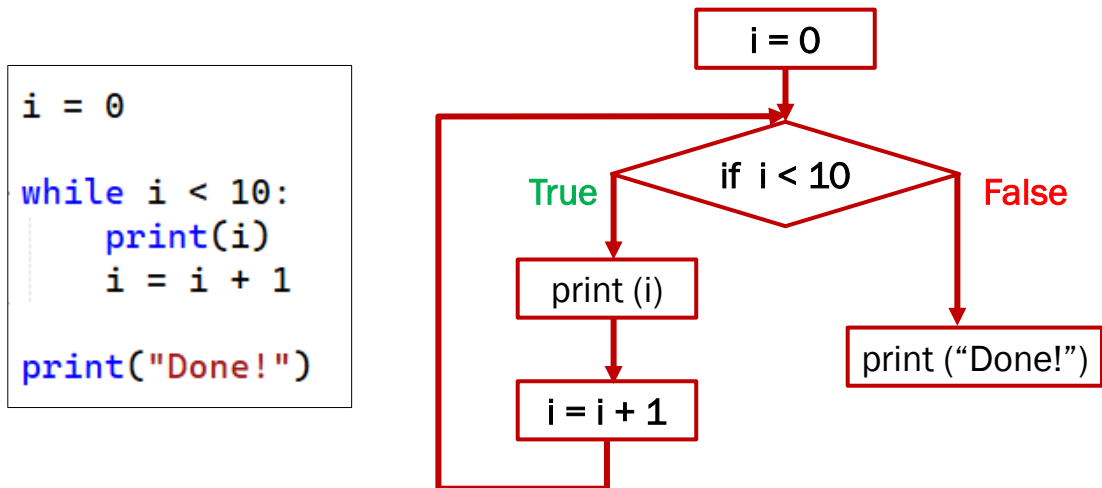 i = 0
while i < 10:
    print(i)
    i = i + 1
print("Done!")
i = 0
if i < 10
True
False
print (i)
print (“Done!”)
i = i + 1